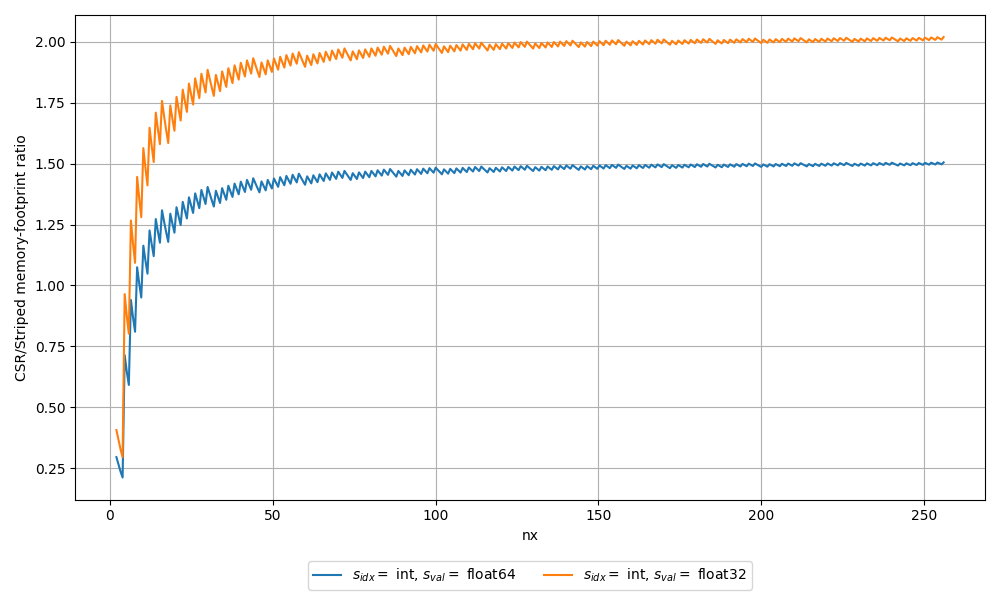 2.00
1.75
1.50
1.25
1.00
0.75
0.50
0.25
CSR/Striped memory-footprint ratio
0 50 100 150 200 250
nx
s_idx = int, s_val = float64
s_idx = int, s_val = float32